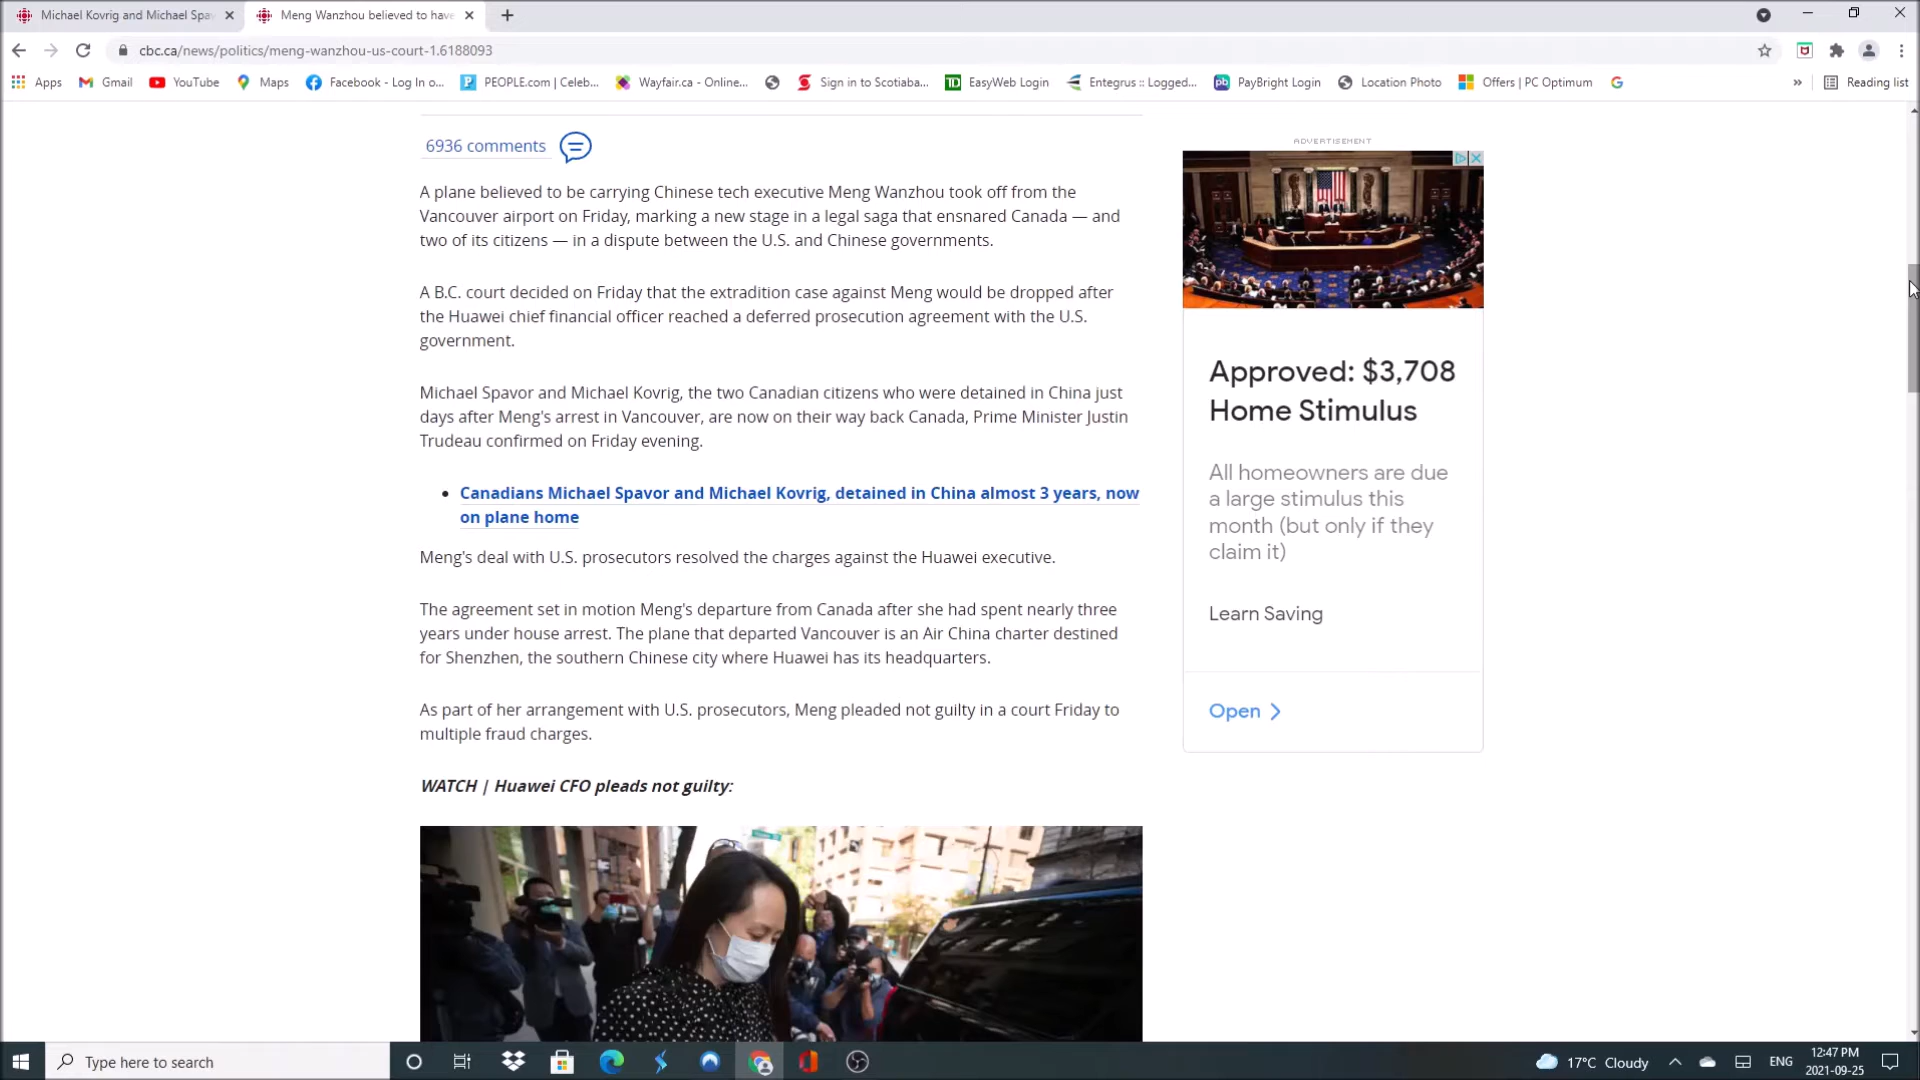 Michael Kovrig and Michael Spav
Meng Wanzhou believed to have
cbc.ca/news/politics/meng-wanzhou-us-court-1.6188093
Apps
Gmail
YouTube
Maps
Facebook - Log In o...
PEOPLE.com | Celeb...
Wayfair.ca - Online...
Sign in to Scotiaba...
EasyWeb Login
Entegrus :: Logged...
PayBright Login
Location Photo
Offers | PC Optimum
»
Reading list
6936 comments
A plane believed to be carrying Chinese tech executive Meng Wanzhou took off from the
Vancouver airport on Friday, marking a new stage in a legal saga that ensnared Canada — and
two of its citizens — in a dispute between the U.S. and Chinese governments.
A B.C. court decided on Friday that the extradition case against Meng would be dropped after
the Huawei chief financial officer reached a deferred prosecution agreement with the U.S.
government.
Michael Spavor and Michael Kovrig, the two Canadian citizens who were detained in China just
days after Meng's arrest in Vancouver, are now on their way back Canada, Prime Minister Justin
Trudeau confirmed on Friday evening.
• Canadians Michael Spavor and Michael Kovrig, detained in China almost 3 years, now
on plane home
Meng's deal with U.S. prosecutors resolved the charges against the Huawei executive.
The agreement set in motion Meng's departure from Canada after she had spent nearly three
years under house arrest. The plane that departed Vancouver is an Air China charter destined
for Shenzhen, the southern Chinese city where Huawei has its headquarters.
As part of her arrangement with U.S. prosecutors, Meng pleaded not guilty in a court Friday to
multiple fraud charges.
WATCH | Huawei CFO pleads not guilty:
ADVERTISEMENT
Approved: $3,708
Home Stimulus
All homeowners are due
a large stimulus this
month (but only if they
claim it)
Learn Saving
Open
Type here to search
17°C Cloudy
ENG
12:47 PM
2021-09-25